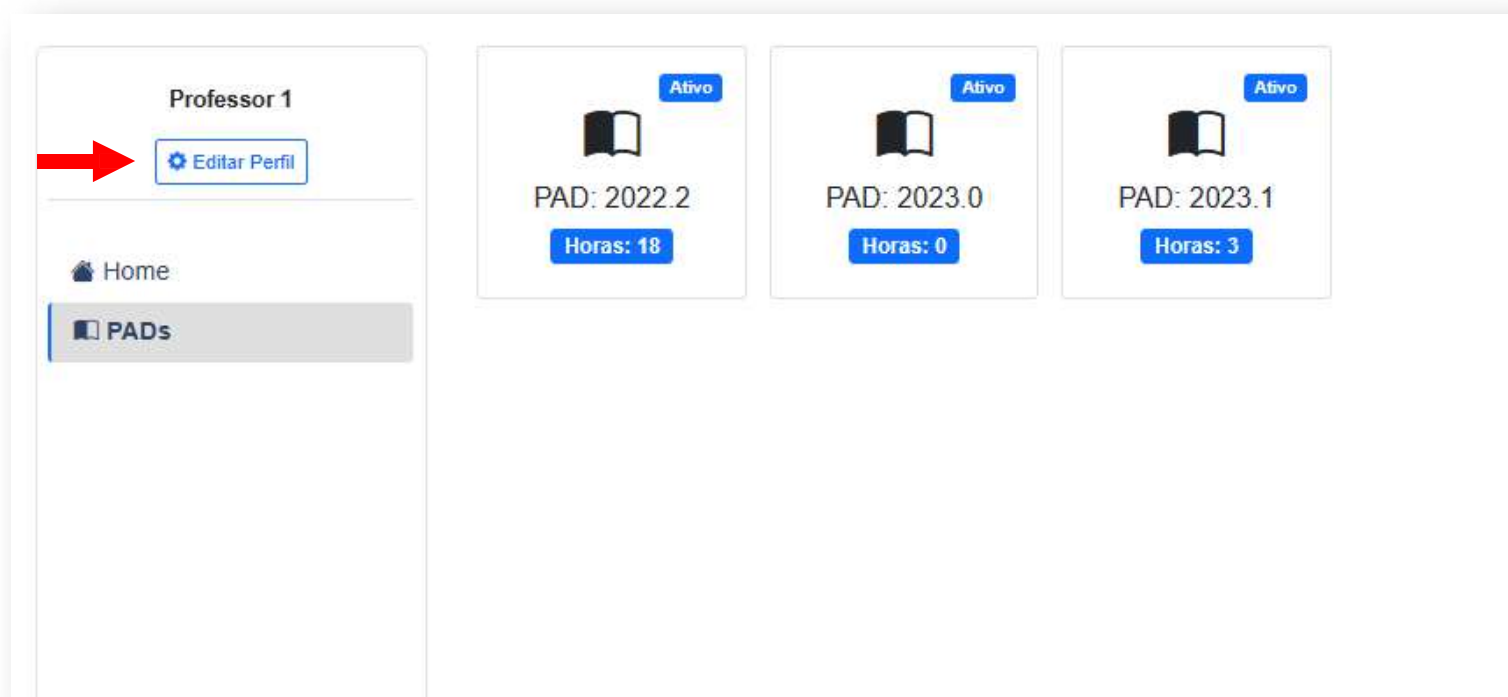 Professor 1
Editar Perfil
Home
PADs
Ativo
PAD: 2022.2
Horas: 18
Ativo
PAD: 2023.0
Horas: 0
Ativo
PAD: 2023.1
Horas: 3